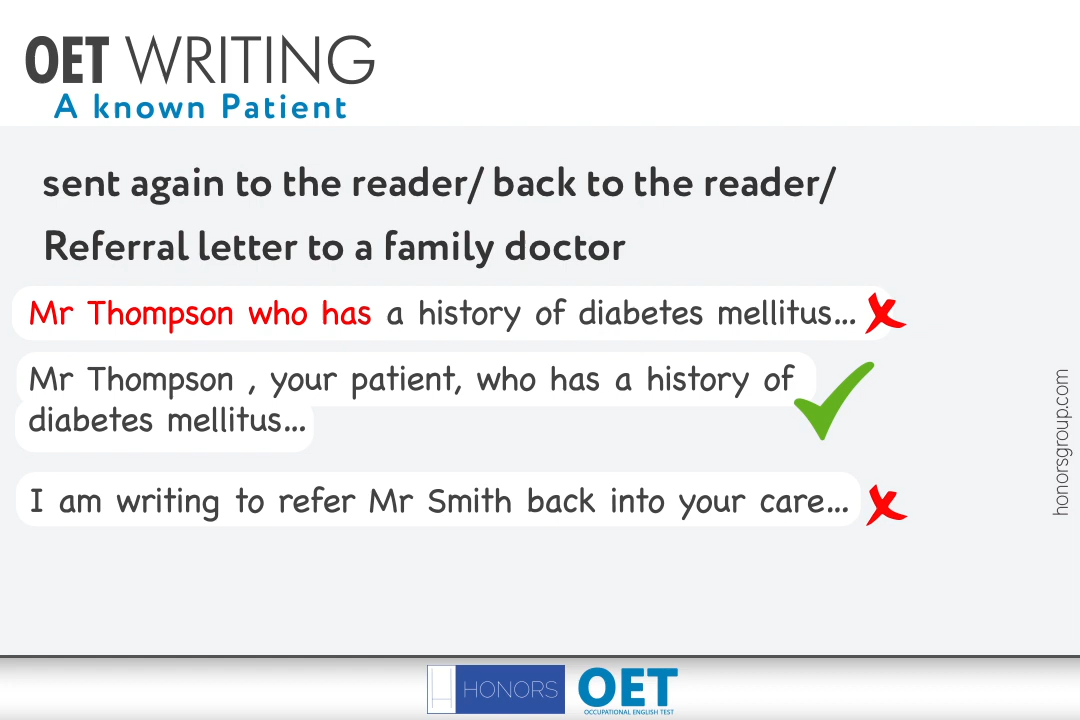 OET WRITING
A known Patient
sent again to the reader/ back to the reader/
Referral letter to a family doctor
Mr Thompson who has a history of diabetes mellitus...
Mr Thompson , your patient, who has a history of
diabetes mellitus...
I am writing to refer Mr Smith back into your care...
honorsgroup.com
HONORS
OET
OCCUPATIONAL ENGLISH TEST